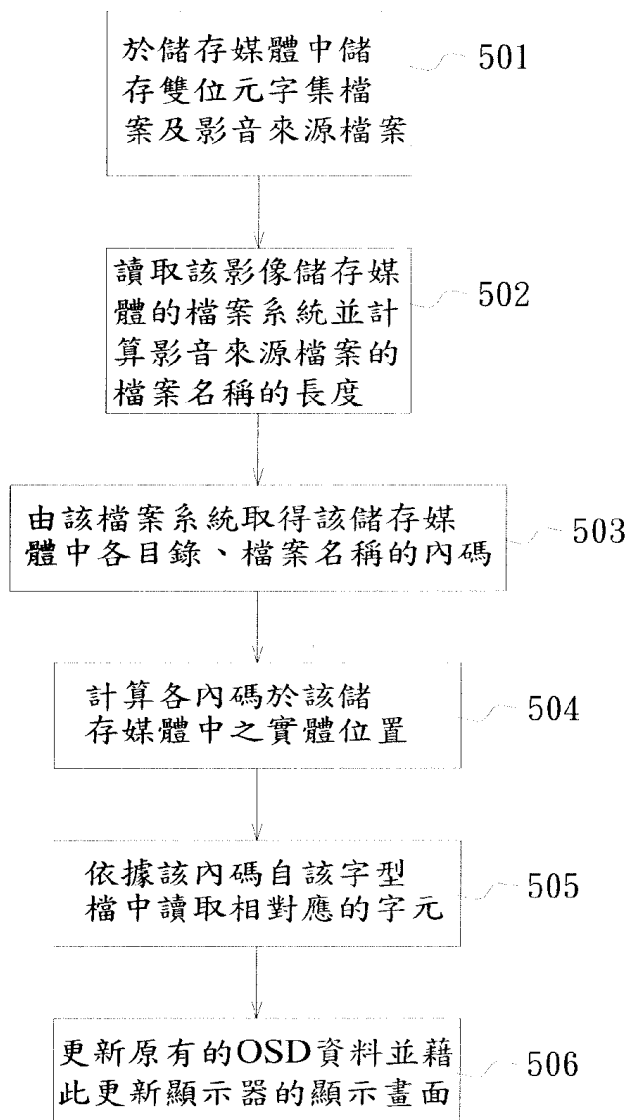 於儲存媒體中儲
存雙位元字集檔
案及影音來源檔案
501
讀取該影像儲存媒
體的檔案系統並計
算影音來源檔案的
檔案名稱的長度
502
由該檔案系統取得該儲存媒
體中各目錄、檔案名稱的內碼
503
計算各內碼於該儲
存媒體中之實體位置
504
依據該內碼自該字型
檔中讀取相對應的字元
505
更新原有的OSD資料並藉
此更新顯示器的顯示畫面
506